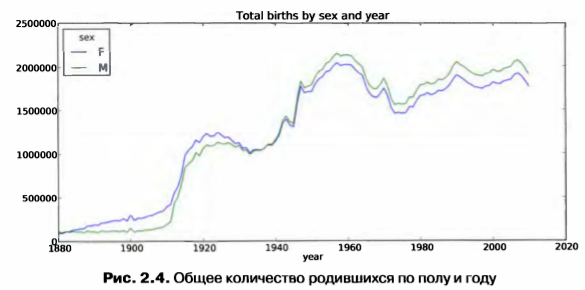 Total births by sex and year
2500000
2000000
1500000
1000000
500000
0
sex
F
M
1880
1900
1920
1940
1960
1980
2000
2020
year
Рис. 2.4. Общее количество родившихся по полу и году